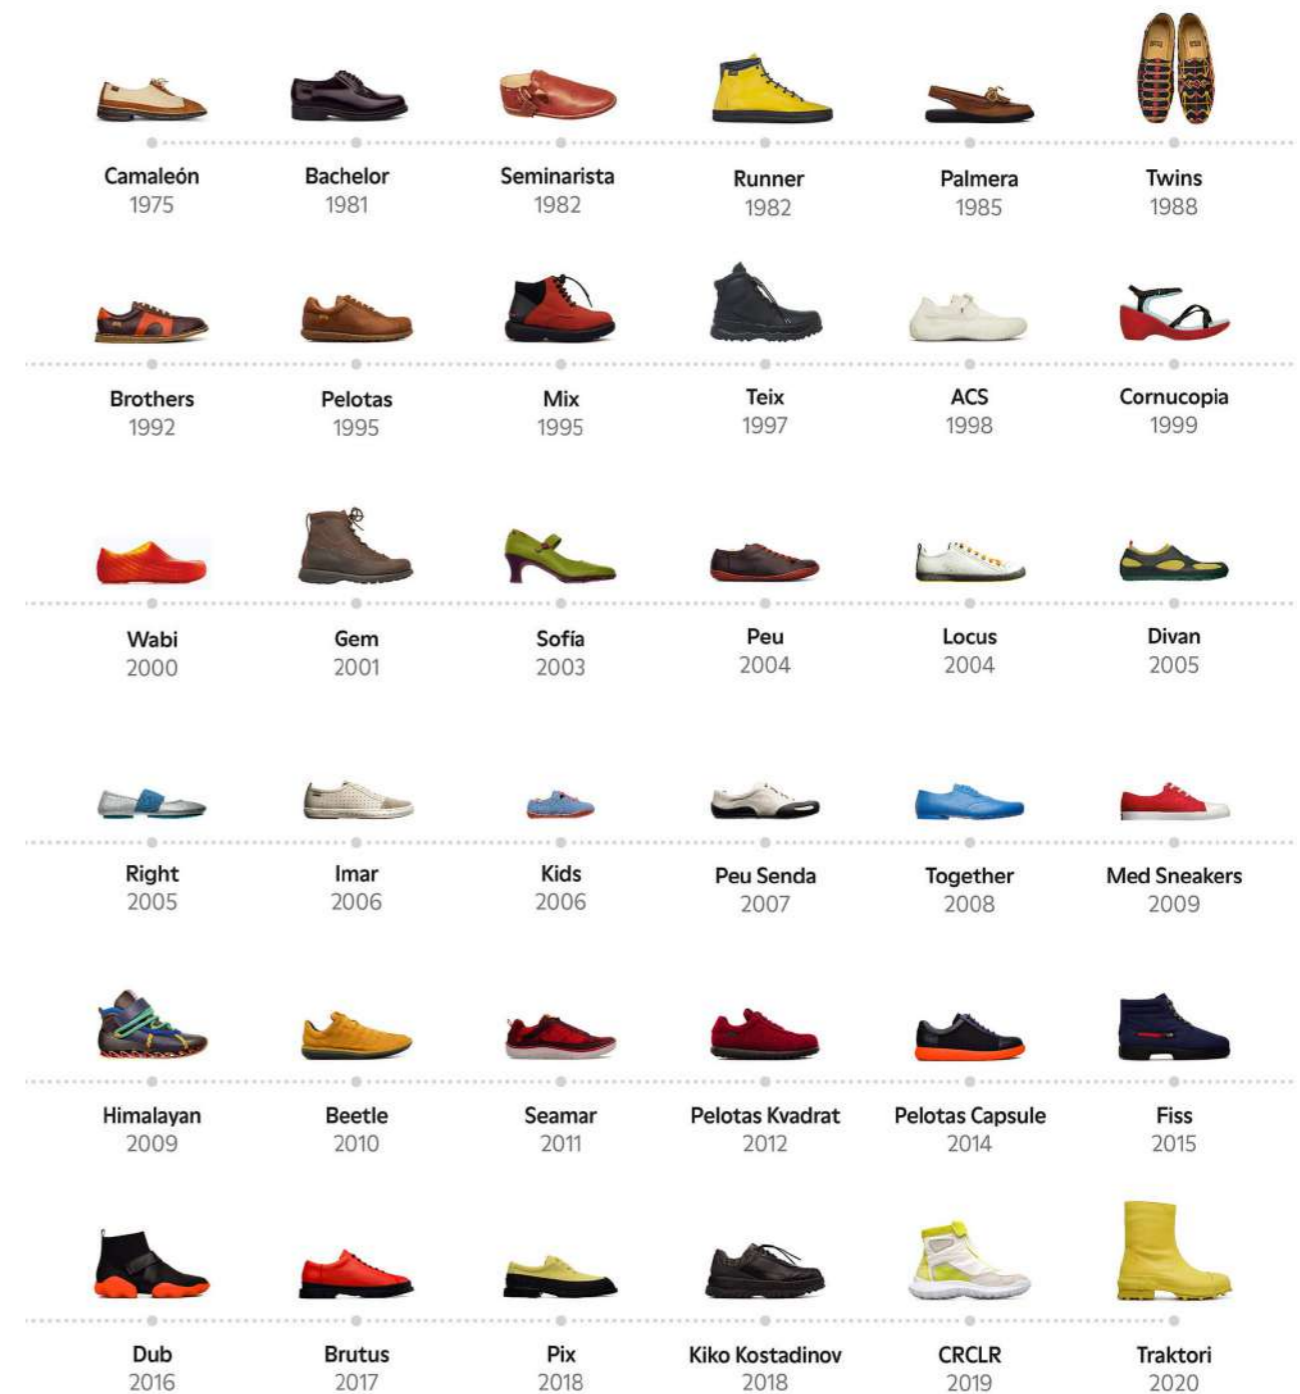 Camaleón
1975
Bachelor
1981
Seminarista
1982
Runner
1982
Palmera
1985
Twins
1988
Brothers
1992
Pelotas
1995
Mix
1995
Teix
1997
ACS
1998
Cornucopia
1999
Wabi
2000
Gem
2001
Sofía
2003
Peu
2004
Locus
2004
Divan
2005
Right
2005
Imar
2006
Kids
2006
Peu Senda
2007
Together
2008
Med Sneakers
2009
Himalayan
2009
Beetle
2010
Seamar
2011
Pelotas Kvadrat
2012
Pelotas Capsule
2014
Fiss
2015
Dub
2016
Brutus
2017
Pix
2018
Kiko Kostadinov
2018
CRCLR
2019
Traktori
2020